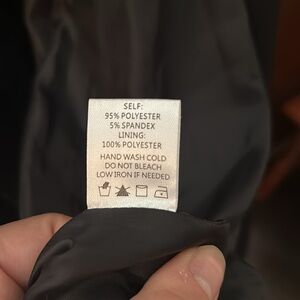 SELF:
95% POLYESTER
5% SPANDEX
LINING:
100% POLYESTER
HAND WASH COLD
DO NOT BLEACH
LOW IRON IF NEEDED